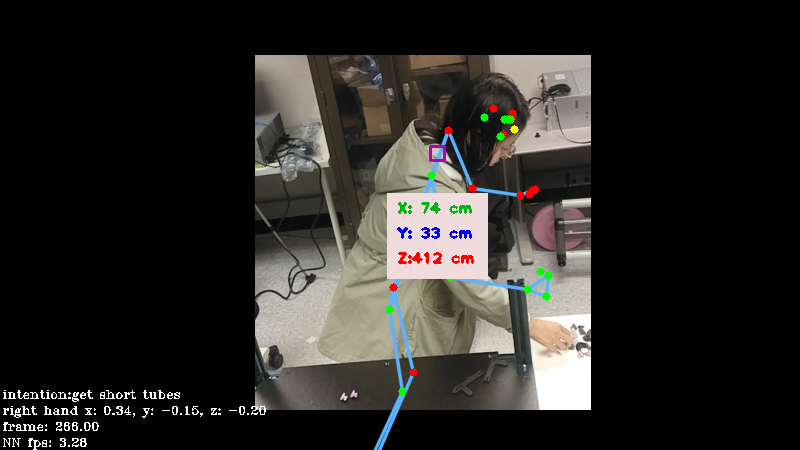 X: 74 cm
Y: 33 cm
Z:412 cm
intention:get short tubes
right hand x: 0.34, y: -0.15, z: -0.20
frame: 266.00
NN fps: 3.28